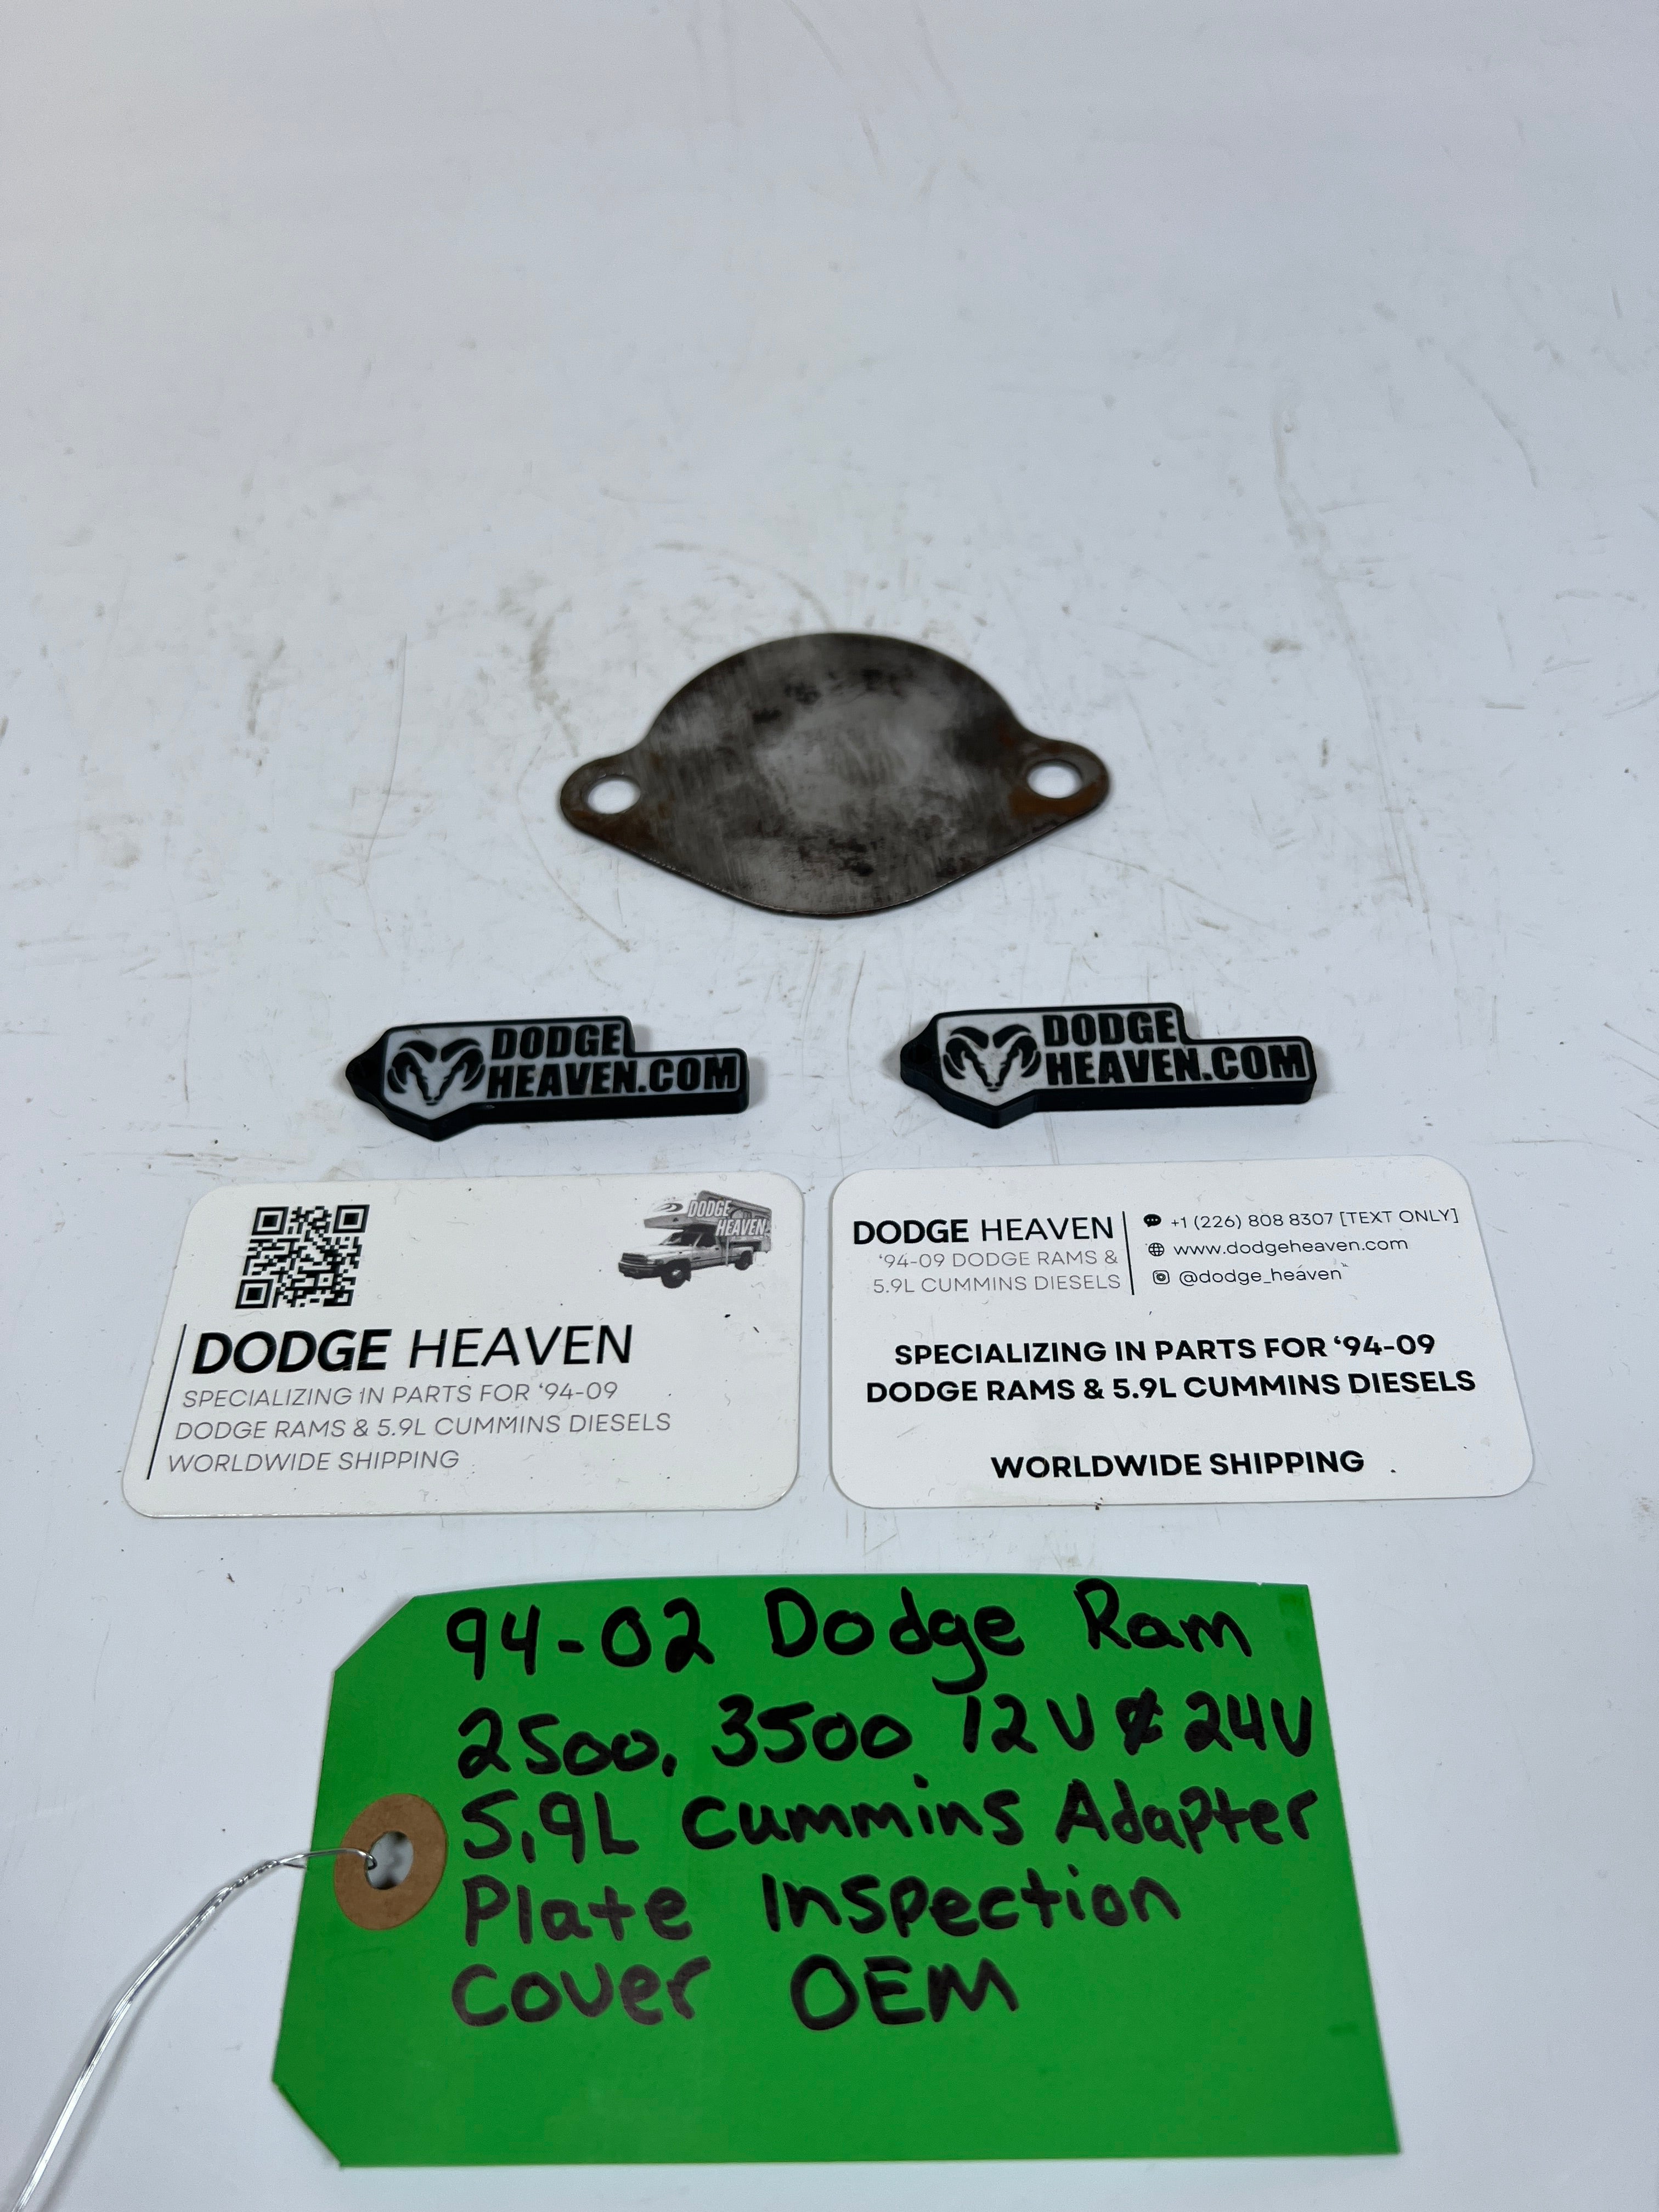 DODGE
HEAVEN.COM
DODGE
HEAVEN.COM
DODGE
HEAVEN
DODGE HEAVEN
SPECIALIZING IN PARTS FOR ‘94-09
DODGE RAMS & 5.9L CUMMINS DIESELS
WORLDWIDE SHIPPING
DODGE HEAVEN
‘94-09 DODGE RAMS &
5.9L CUMMINS DIESELS
+1 (226) 808 8307 [TEXT ONLY]
www.dodgeheaven.com
@dodge_heaven
SPECIALIZING IN PARTS FOR ‘94-09
DODGE RAMS & 5.9L CUMMINS DIESELS
WORLDWIDE SHIPPING
94-02 Dodge Ram
2500, 3500 12V & 24V
5.9L Cummins Adapter
Plate Inspection
Cover OEM